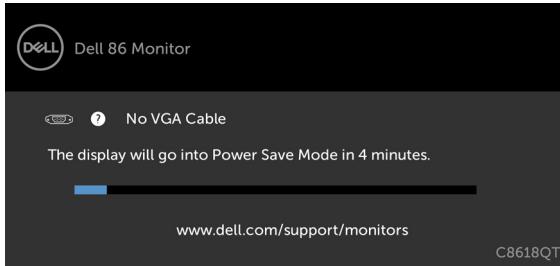 DELL
Dell 86 Monitor
? No VGA Cable
The display will go into Power Save Mode in 4 minutes.
www.dell.com/support/monitors
C8618QT